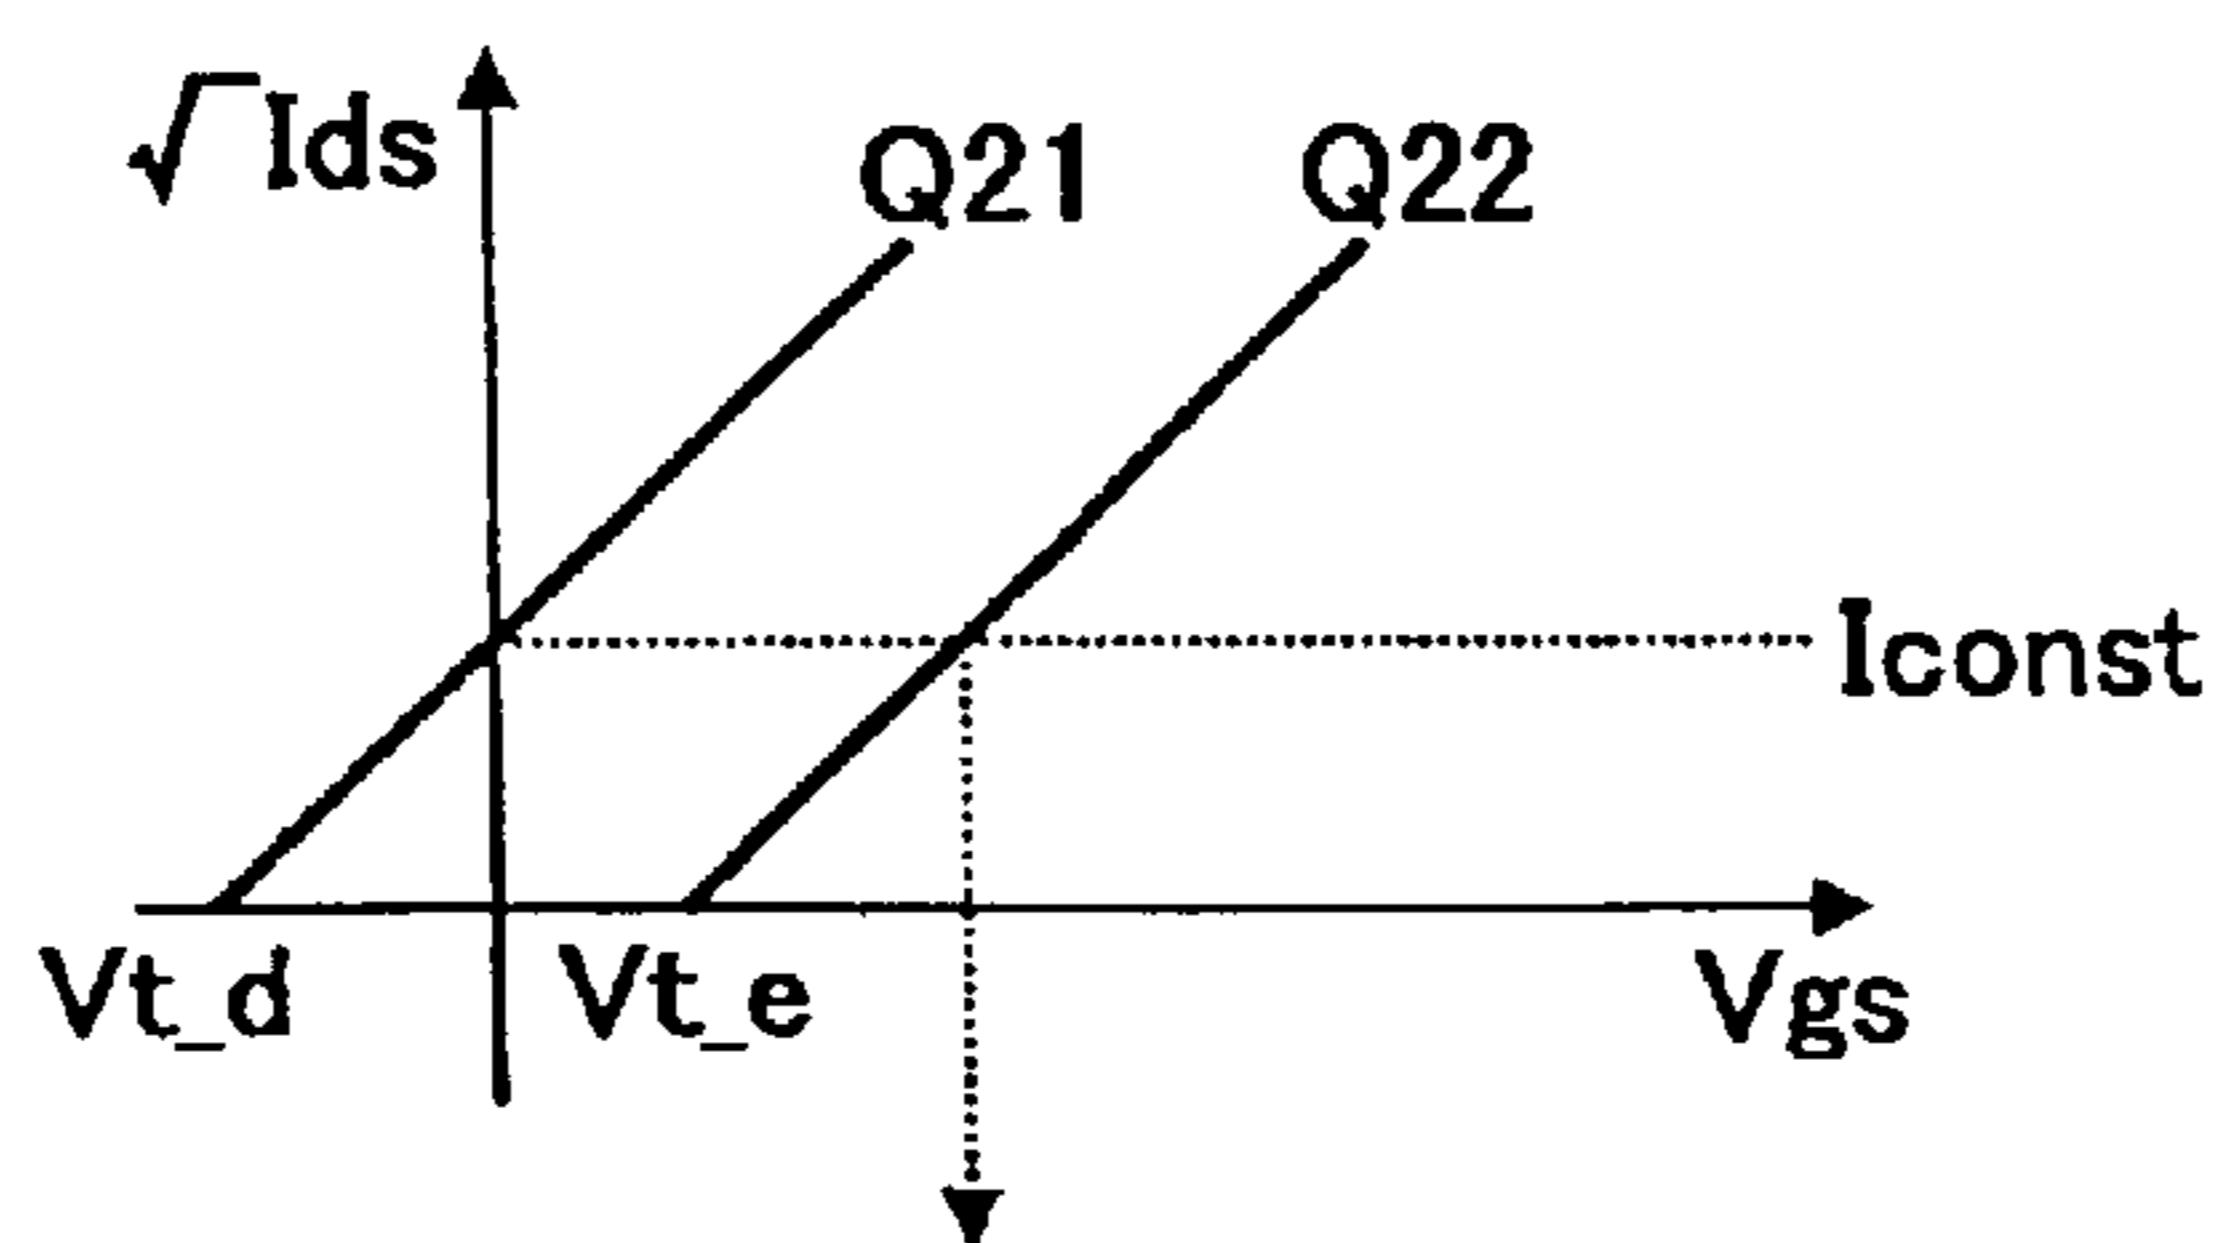 √Ids
Q21
Q22
Iconst
Vt_d
Vt_e
Vgs